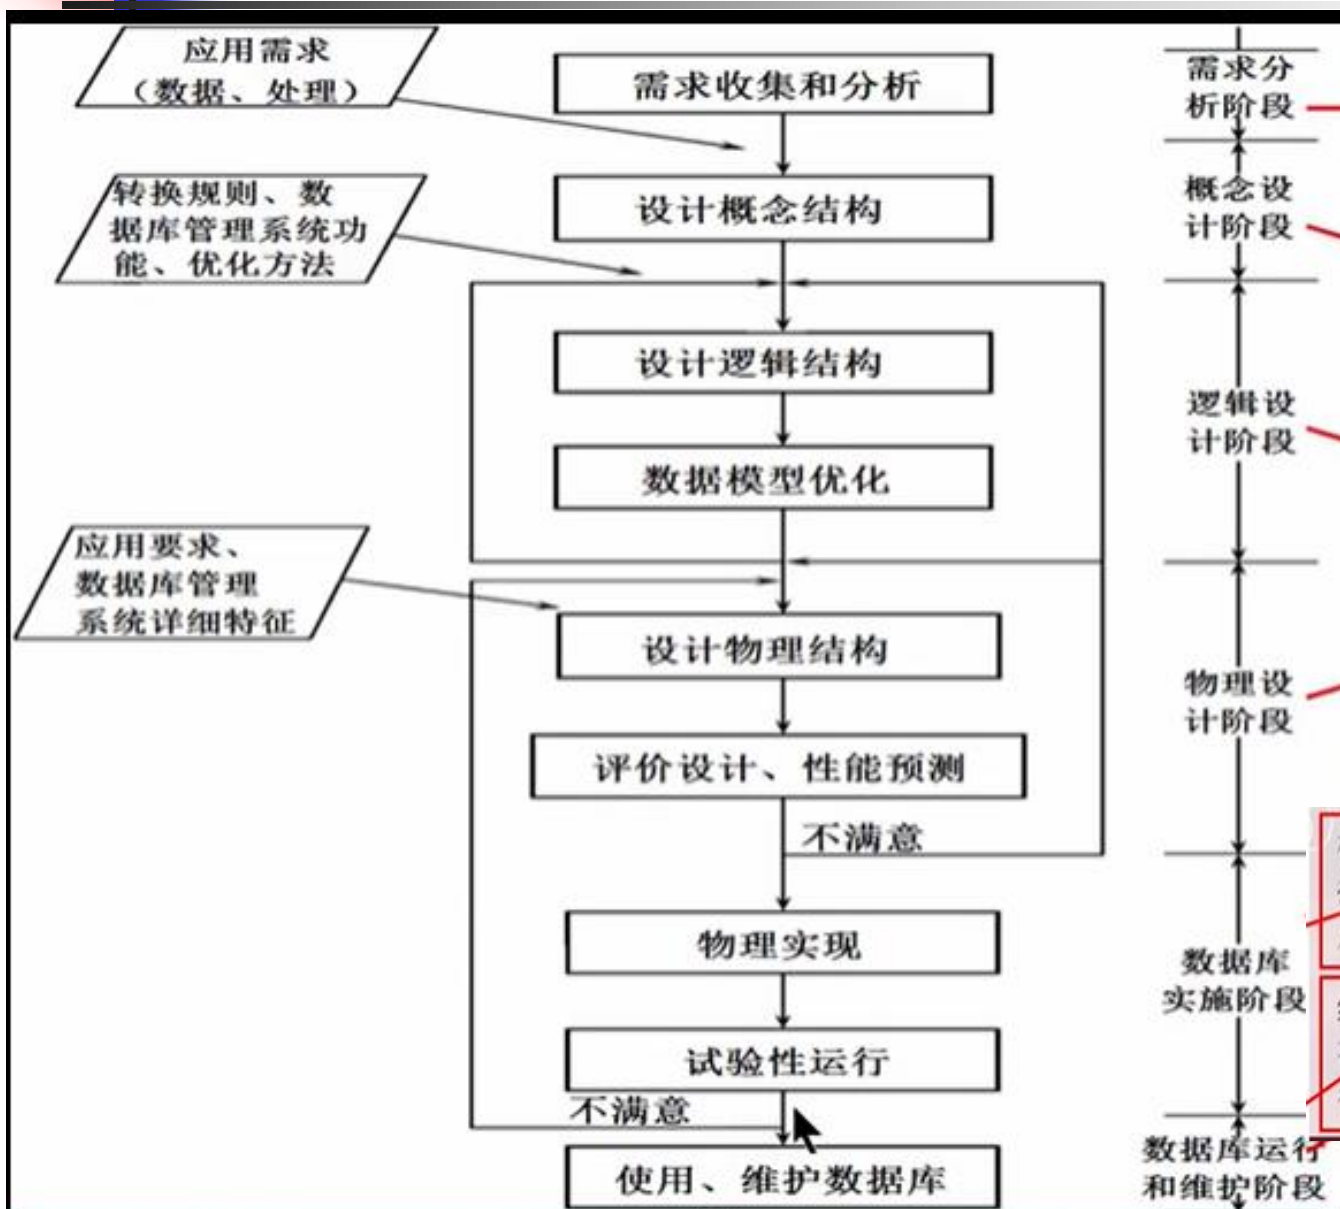 应用需求
（数据、处理）
需求收集和分析
需求分
析阶段
转换规则、数
据库管理系统功
能、优化方法
设计概念结构
概念设
计阶段
设计逻辑结构
数据模型优化
逻辑设
计阶段
应用要求、
数据库管理
系统详细特征
设计物理结构
评价设计、性能预测
不满意
物理设
计阶段
物理实现
试验性运行
不满意
数据库
实施阶段
使用、维护数据库
数据库运行
和维护阶段